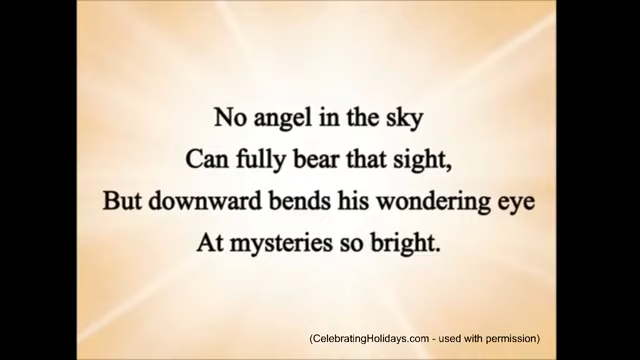 No angel in the sky
Can fully bear that sight,
But downward bends his wondering eye
At mysteries so bright.
(CelebratingHolidays.com - used with permission)